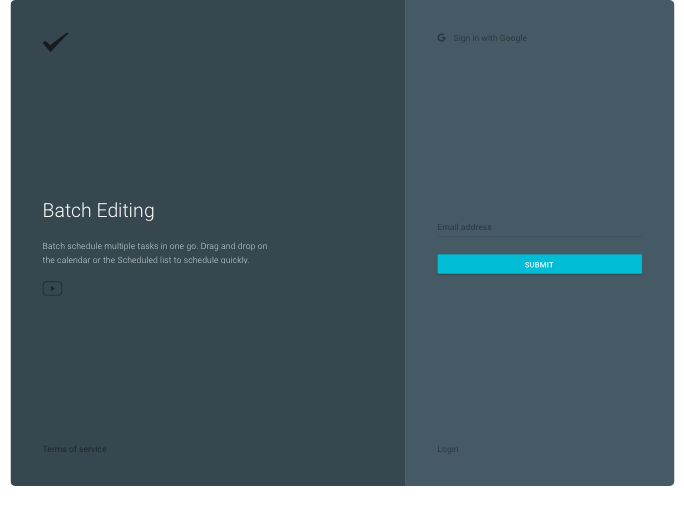 Sign in with Google
Batch Editing
Batch schedule multiple tasks in one go. Drag and drop on
the calendar or the Scheduled list to schedule quickly.
Email address
SUBMIT
Terms of service
Login